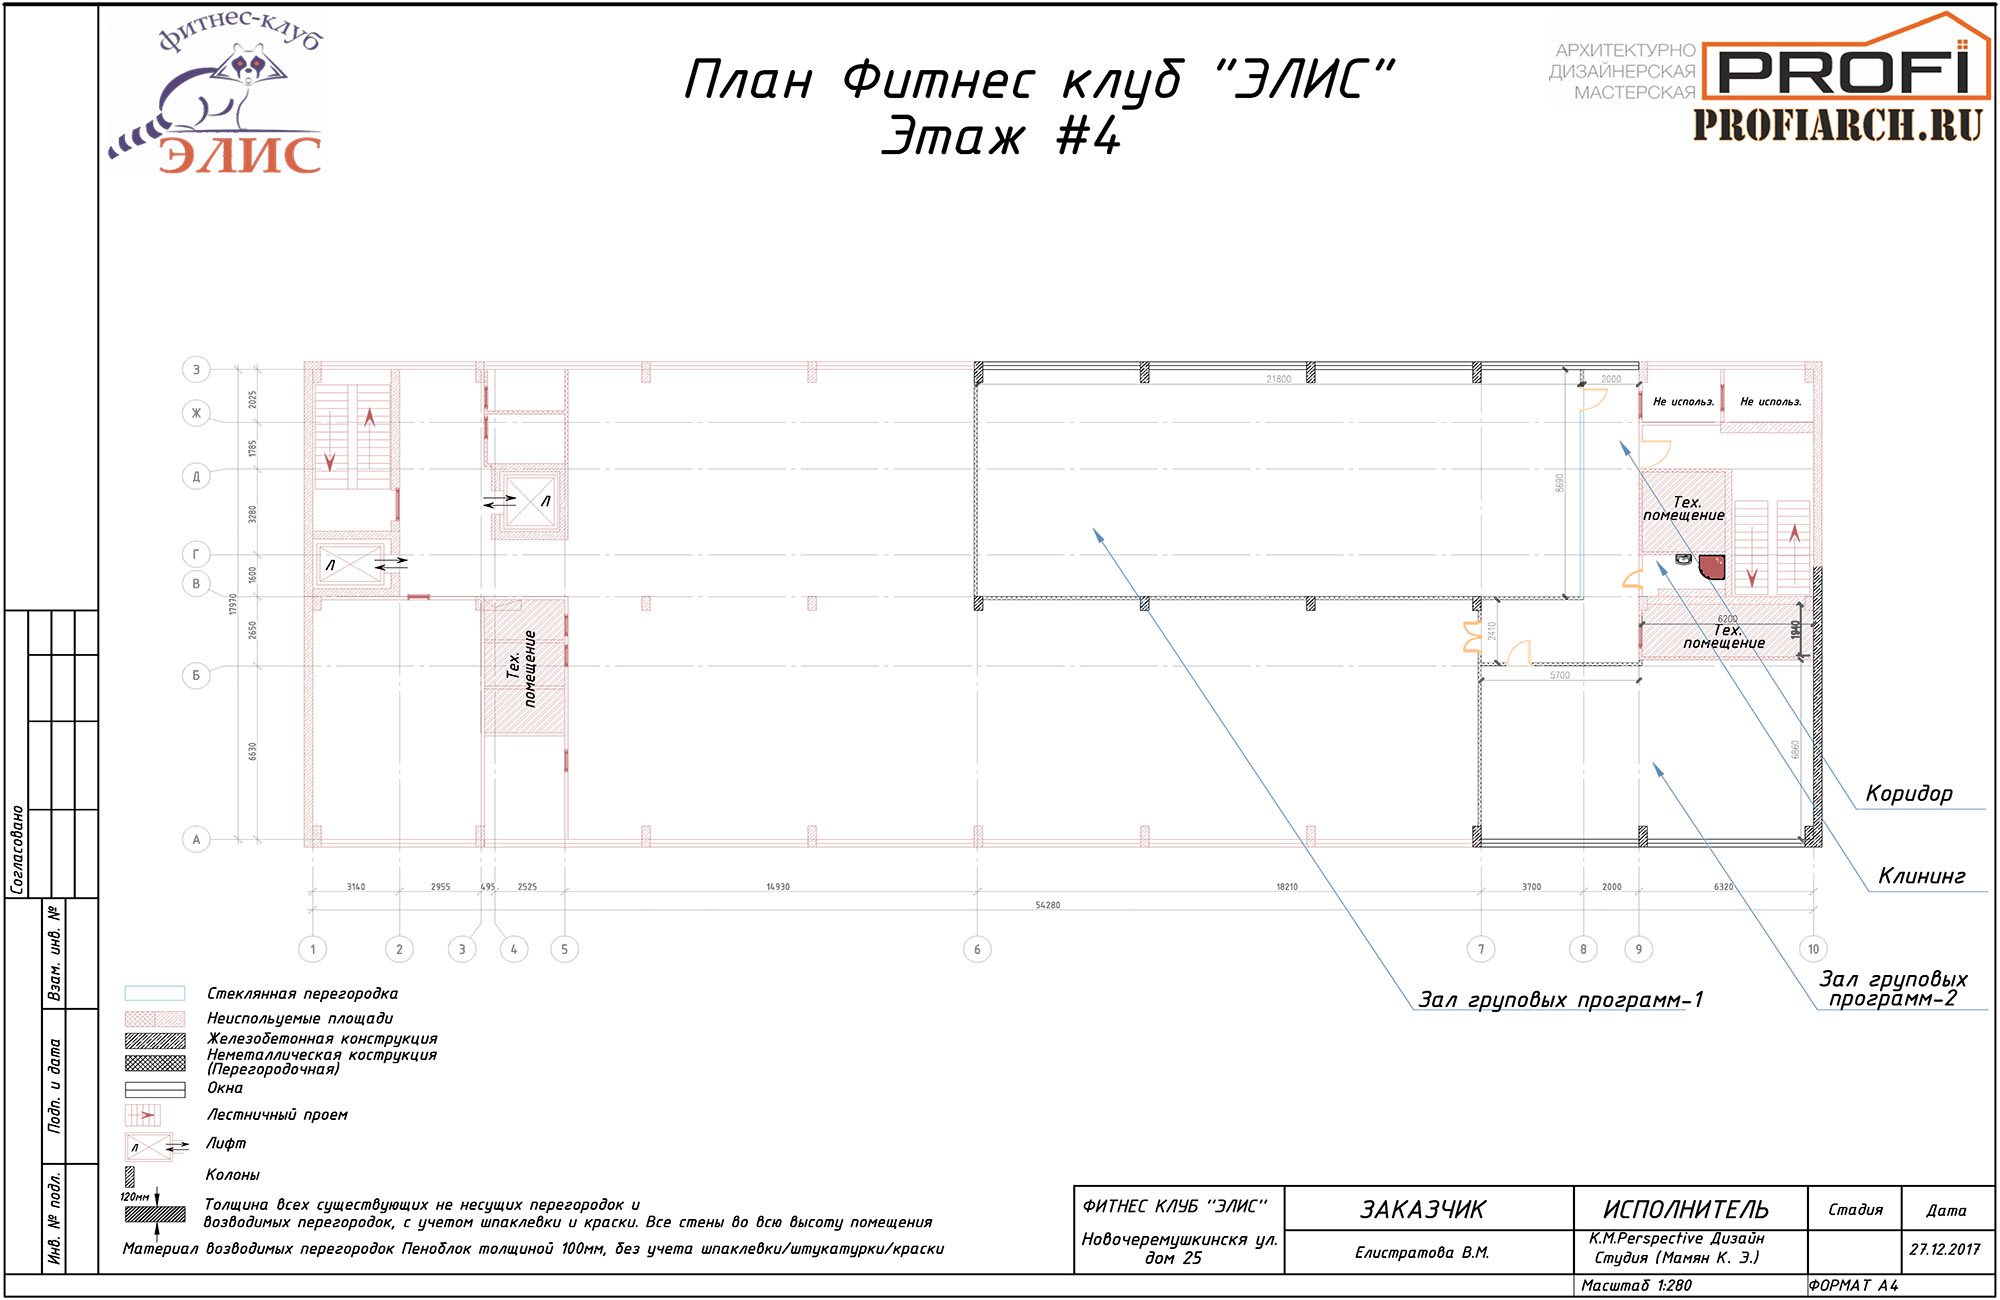 фитнес-клуб
ЭЛИС
План Фитнес клуб "ЭЛИС"
Этаж #4
АРХИТЕКТУРНО
ДИЗАЙНЕРСКАЯ
МАСТЕРСКАЯ
PROFi
PROFIARCH.RU
З
Ж
Д
Г
В
Б
А
2025
1785
3280
1600
2650
6630
17970
21800
2000
8690
2410
5700
6200
1940
6860
Не использ.
Не использ.
Тех.
помещение
Тех.
помещение
Тех.
помещение
Л
Л
Коридор
Клининг
Зал груповых
программ-2
Зал груповых программ-1
3140
2955
495
2525
14930
18210
3700
2000
6320
54280
1
2
3
4
5
6
7
8
9
10
Стеклянная перегородка
Неиспольуемые площади
Железобетонная конструкция
Неметаллическая кострукция
(Перегородочная)
Окна
Лестничный проем
Л
Лифт
Колоны
120мм
Толщина всех существующих не несущих перегородок и
возводимых перегородок, с учетом шпаклевки и краски. Все стены во всю высоту помещения
Материал возводимых перегородок Пеноблок толщиной 100мм, без учета шпаклевки/штукатурки/краски
Согласовано
Взам. инв. №
Подп. и дата
Инв. № подл.
ФИТНЕС КЛУБ "ЭЛИС"
Новочеремушкинскя ул.
дом 25
ЗАКАЗЧИК
Елистратова В.М.
ИСПОЛНИТЕЛЬ
K.M.Perspective Дизайн
Студия (Мамян К. Э.)
Стадия
Дата
27.12.2017
Масштаб 1:280
ФОРМАТ А4